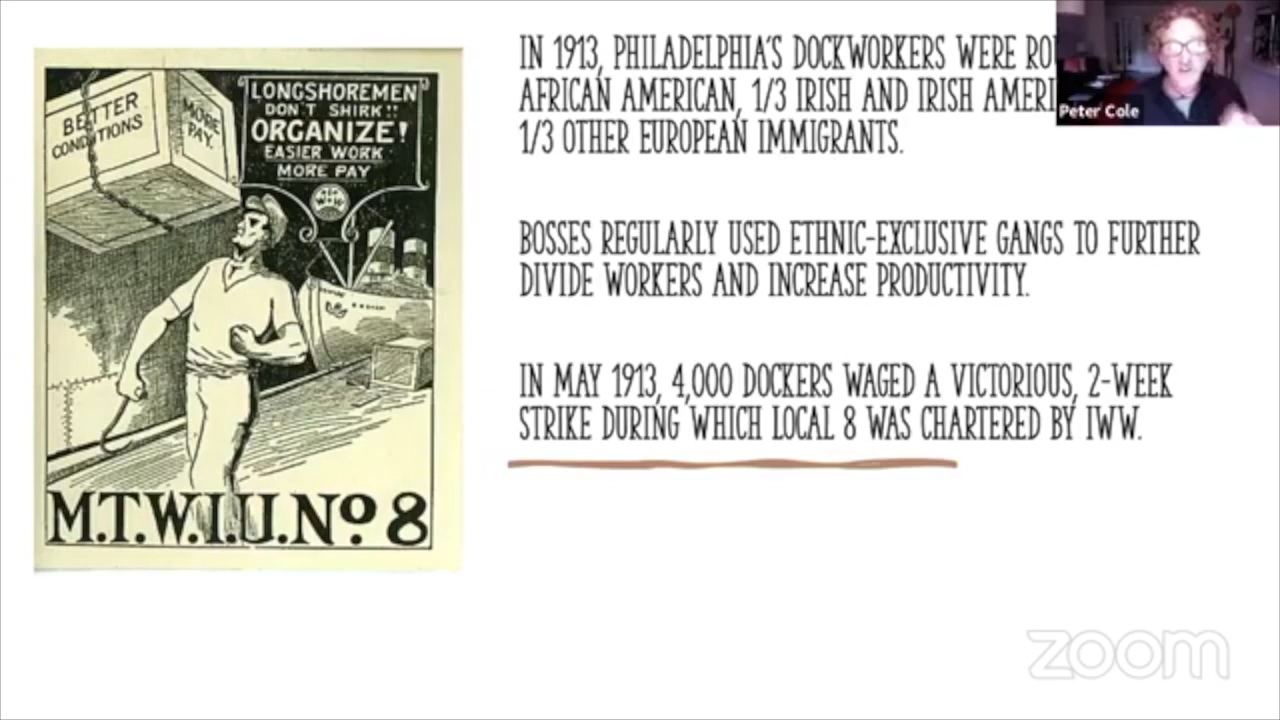 BETTER
CONDITIONS
MORE
PAY.
LONGSHOREMEN
DON'T SHIRK!!
ORGANIZE!
EASIER WORK
MORE PAY
M.T.W.I.U. No. 8
IN 1913, PHILADELPHIA'S DOCKWORKERS WERE
AFRICAN AMERICAN, 1/3 IRISH AND IRISH
1/3 OTHER EUROPEAN IMMIGRANTS.
BOSSES REGULARLY USED ETHNIC-EXCLUSIVE GANGS TO FURTHER
DIVIDE WORKERS AND INCREASE PRODUCTIVITY.
IN MAY 1913, 4,000 DOCKERS WAGED A VICTORIOUS, 2-WEEK
STRIKE DURING WHICH LOCAL 8 WAS CHARTERED BY IWW.
Peter Cole
zoom